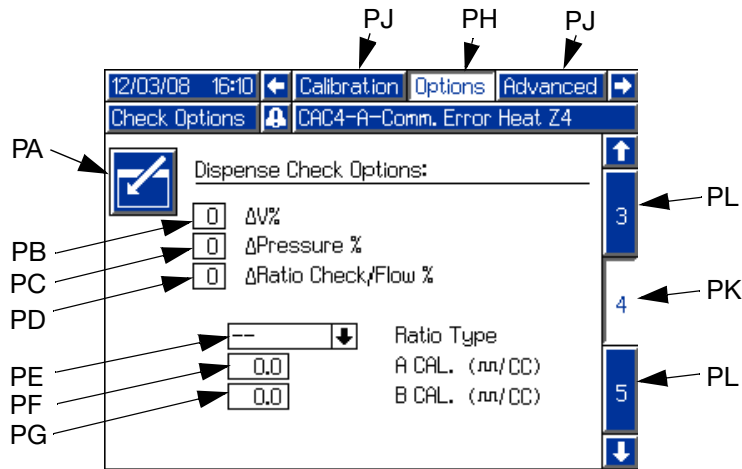 PJ PH PJ
12/03/08 16:10 Calibration Options Advanced
Check Options CAC4-A-Comm. Error Heat Z4
PA
Dispense Check Options:
3 PL
PB 0 ΔV%
PC 0 ΔPressure %
PD 0 ΔRatio Check/Flow %
4 PK
PE -- Ratio Type
PF 0.0 A CAL. (⎍⎍/CC)
PG 0.0 B CAL. (⎍⎍/CC)
5 PL